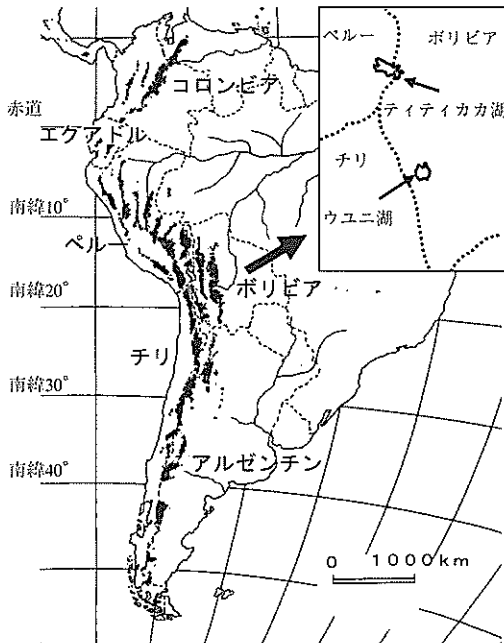 ペルー
ボリビア
ティティカカ湖
チリ
ウユニ湖
コロンビア
赤道
エクアドル
南緯10°
ペルー
南緯20°
ボリビア
チリ
南緯30°
アルゼンチン
南緯40°
0 1000km